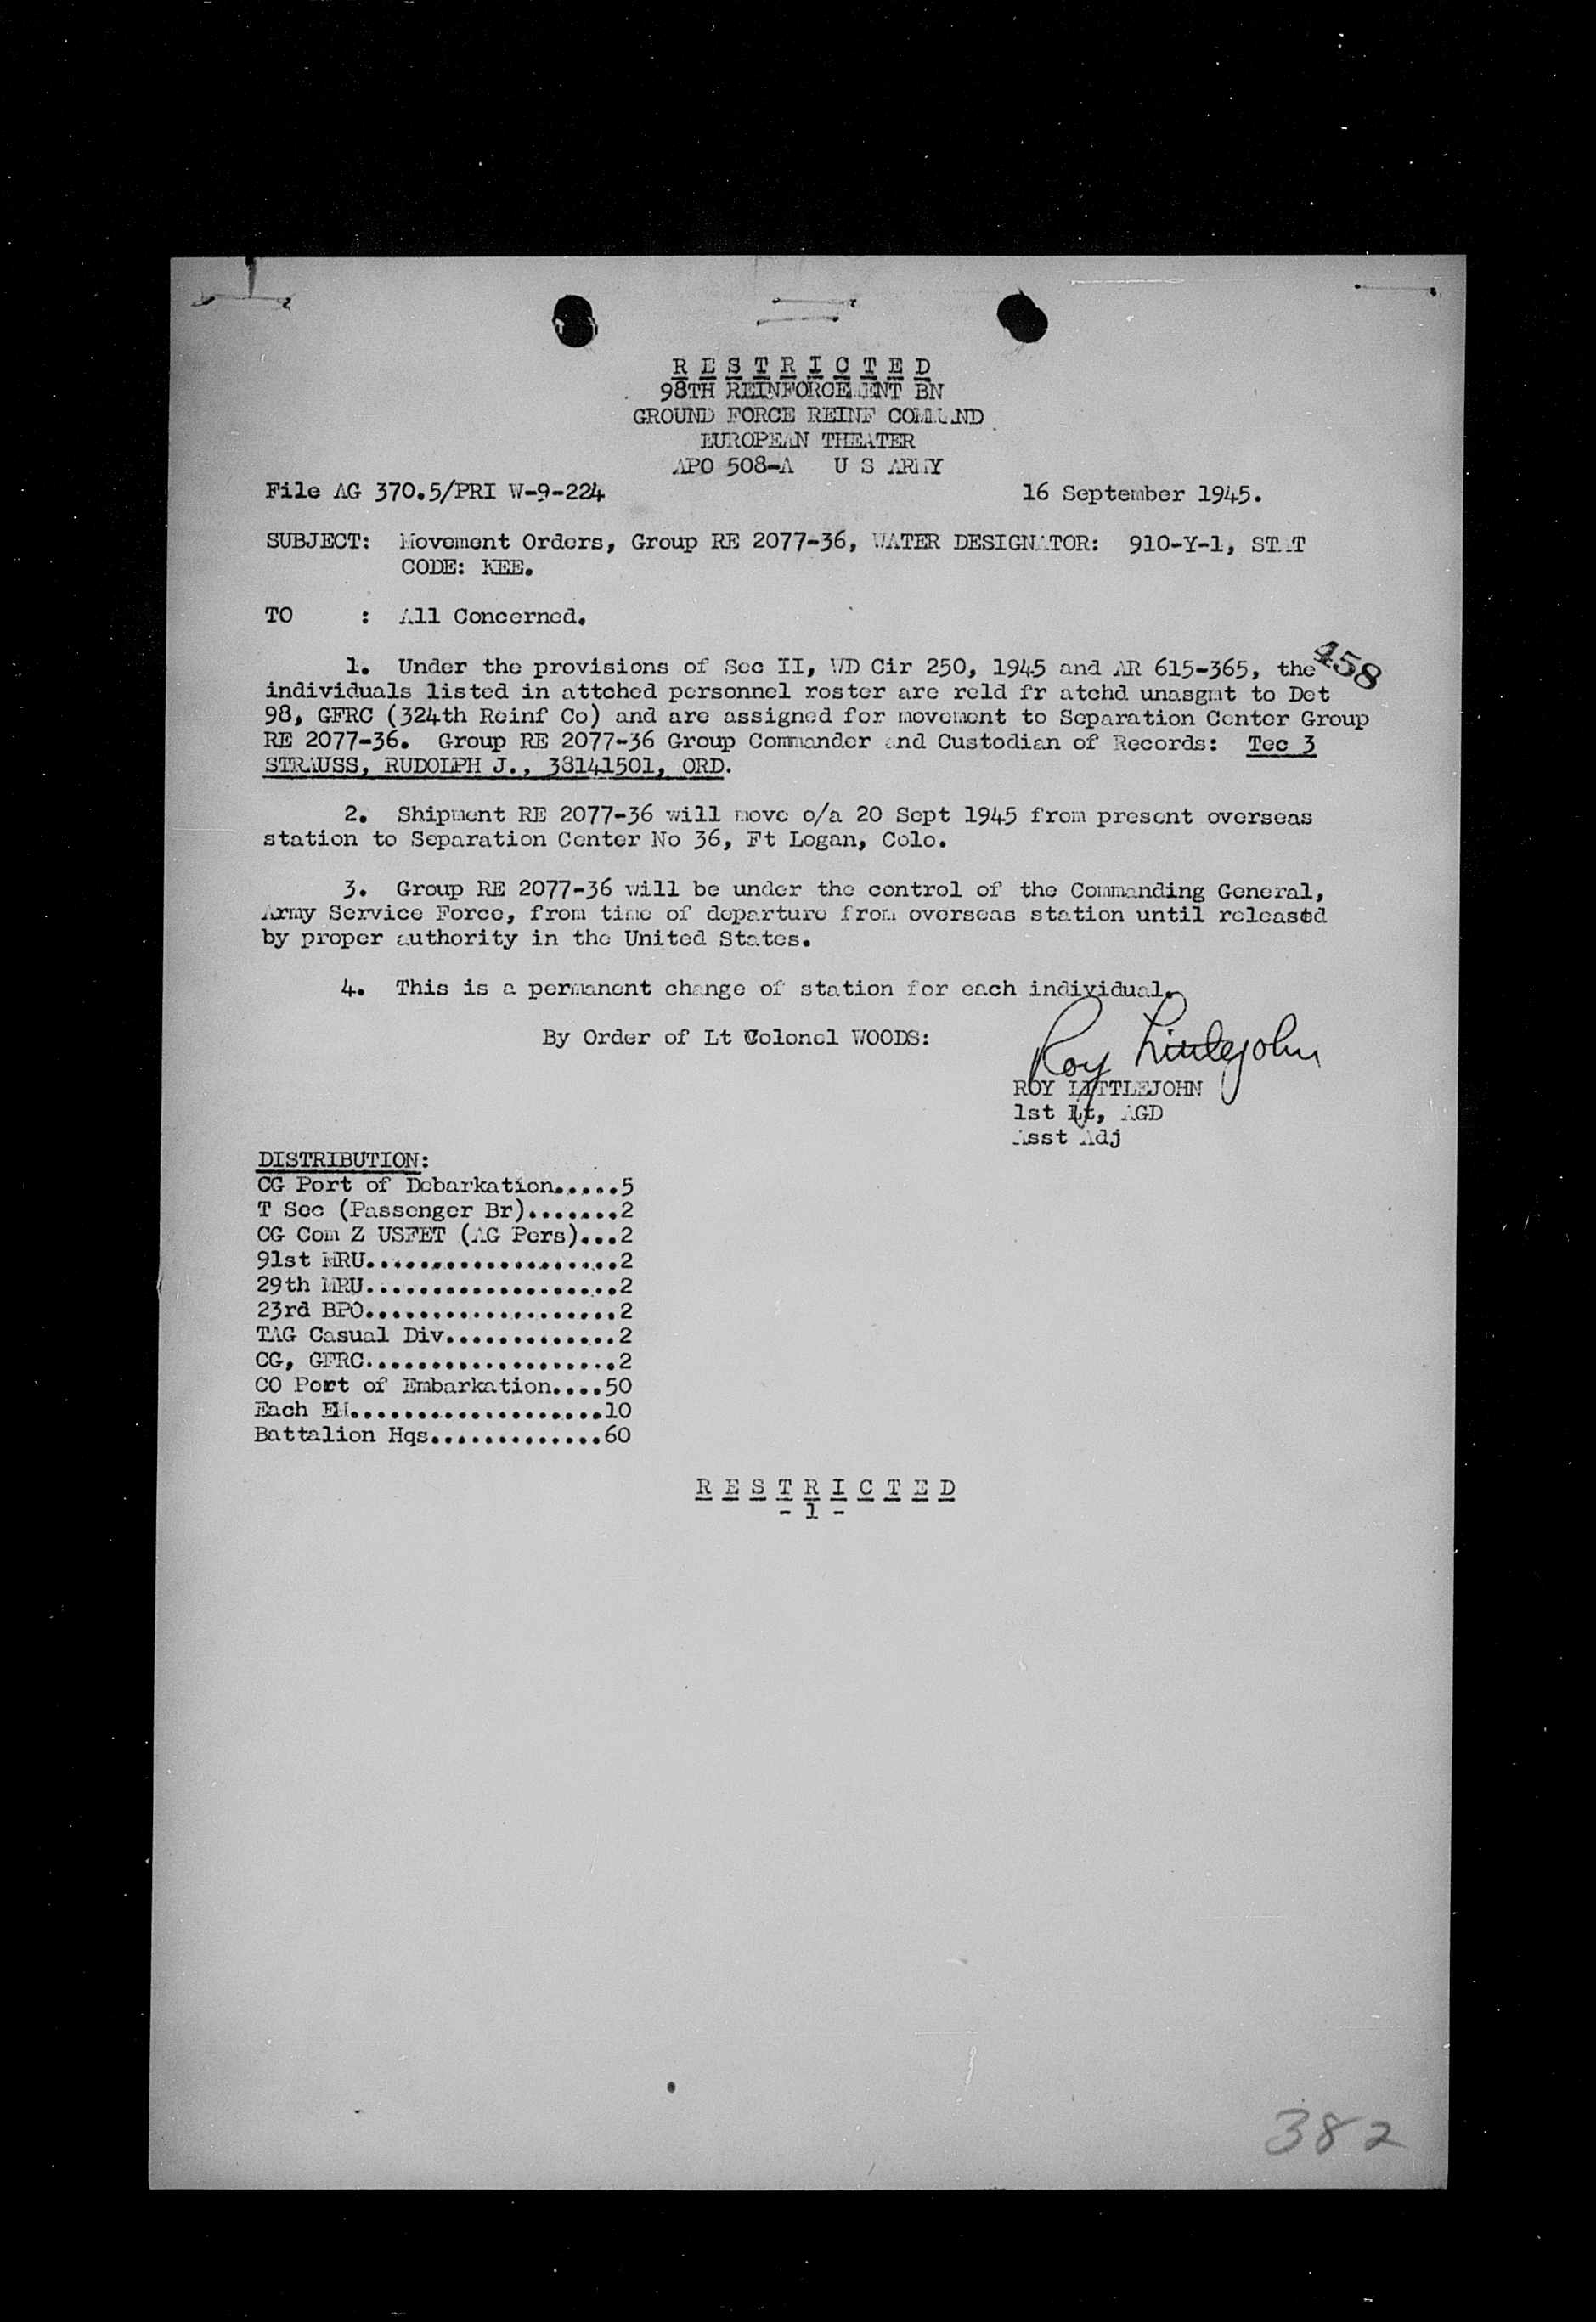 R E S T R I C T E D
98TH REINFORCEMENT BN
GROUND FORCE REINF COMMAND
EUROPEAN THEATER
APO 508-A U S ARMY
File AG 370.5/PRI W-9-224 16 September 1945.
SUBJECT: Movement Orders, Group RE 2077-36, WATER DESIGNATOR: 910-Y-1, STAT
CODE: KEE.
TO : All Concerned.
458
1. Under the provisions of Sec II, WD Cir 250, 1945 and AR 615-365, the
individuals listed in attched personnel roster are reld fr atchd unasgmt to Det
98, GFRC (324th Reinf Co) and are assigned for movement to Separation Center Group
RE 2077-36. Group RE 2077-36 Group Commander and Custodian of Records: Tec 3
STRAUSS, RUDOLPH J., 38141501, ORD.
2. Shipment RE 2077-36 will move o/a 20 Sept 1945 from present overseas
station to Separation Center No 36, Ft Logan, Colo.
3. Group RE 2077-36 will be under the control of the Commanding General,
Army Service Force, from time of departure from overseas station until released
by proper authority in the United States.
4. This is a permanent change of station for each individual.
By Order of Lt Colonel WOODS:
Roy Littlejohn
ROY LITTLEJOHN
1st Lt, AGD
Asst Adj
DISTRIBUTION:
CG Port of Debarkation......5
T Sec (Passenger Br).......2
CG Com Z USFET (AG Pers)...2
91st MRU...................2
29th MRU...................2
23rd BPO...................2
TAG Casual Div.............2
CG, GFRC...................2
CO Port of Embarkation....50
Each EM...................10
Battalion Hqs.............60
R E S T R I C T E D
- 1 -
382